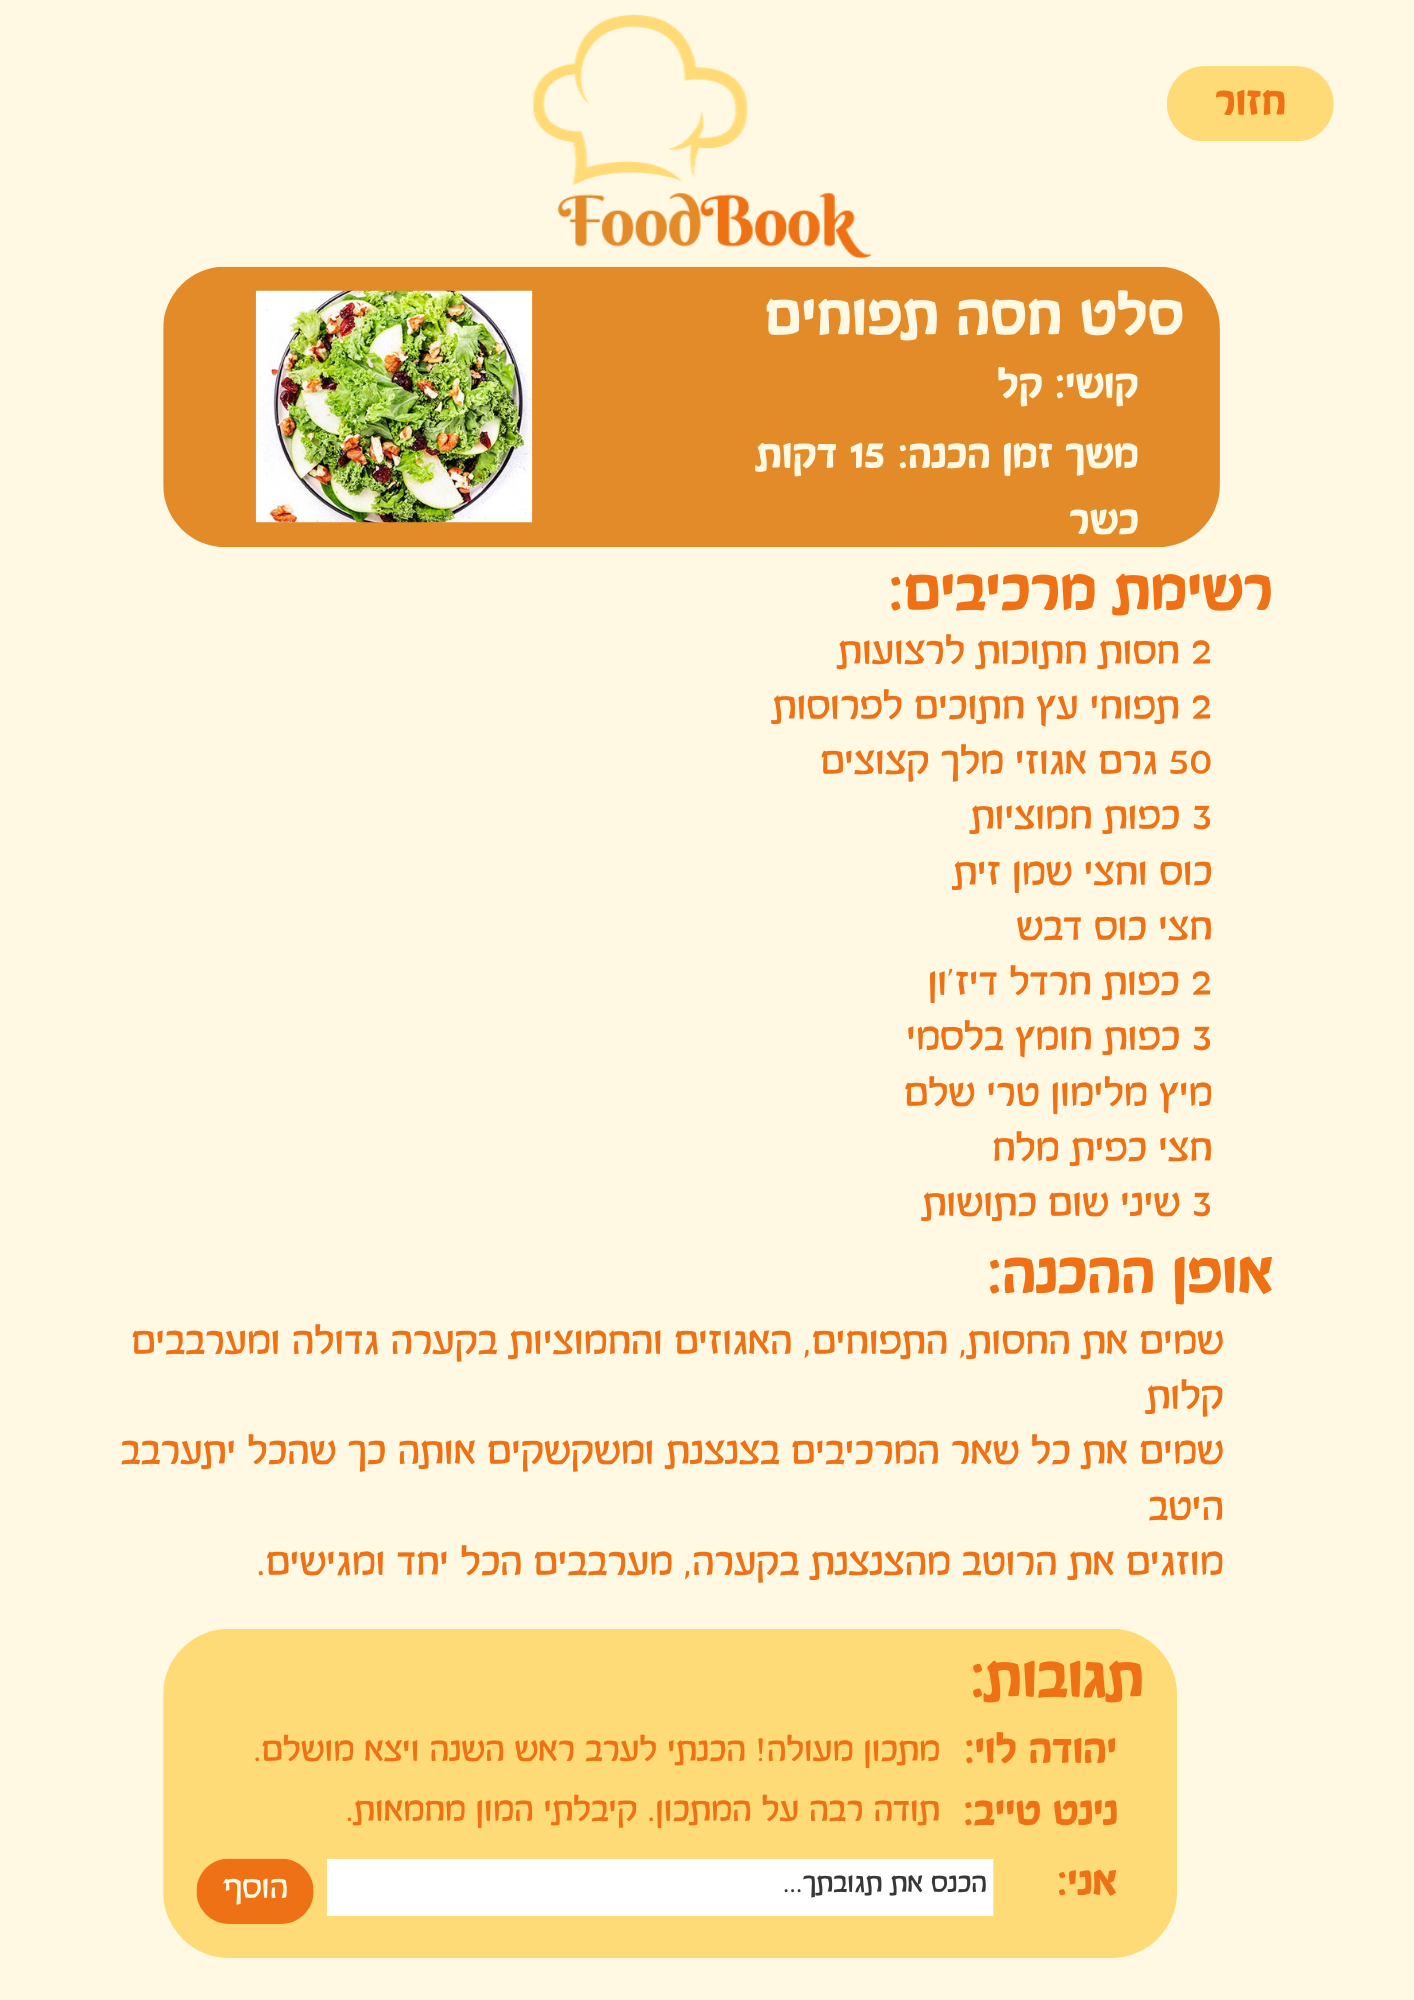 חזור
FoodBook
סלט חסה תפוחים
קושי: קל
משך זמן הכנה: 15 דקות
כשר
רשימת מרכיבים:
2 חסות חתוכות לרצועות
2 תפוחי עץ חתוכים לפרוסות
50 גרם אגוזי מלך קצוצים
3 כפות חמוציות
כוס וחצי שמן זית
חצי כוס דבש
2 כפות חרדל דיז'ון
3 כפות חומץ בלסמי
מיץ מלימון טרי שלם
חצי כפית מלח
3 שיני שום כתושות
אופן ההכנה:
שמים את החסות, התפוחים, האגוזים והחמוציות בקערה גדולה ומערבבים
קלות
שמים את כל שאר המרכיבים בצנצנת ומשקשקים אותה כך שהכל יתערבב
היטב
מוזגים את הרוטב מהצנצנת בקערה, מערבבים הכל יחד ומגישים.
תגובות:
יהודה לוי: מתכון מעולה! הכנתי לערב ראש השנה ויצא מושלם.
נינט טייב: תודה רבה על המתכון. קיבלתי המון מחמאות.
אני: הכנס את תגובתך... הוסף